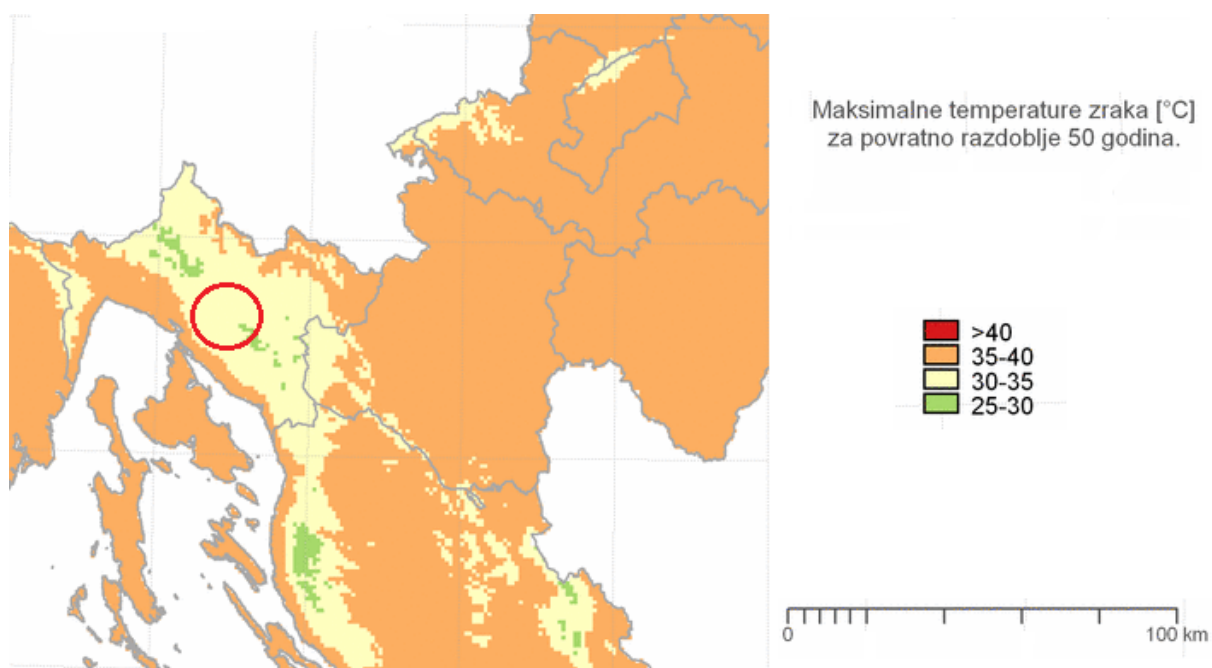 Maksimalne temperature zraka [°C]
za povratno razdoblje 50 godina.
>40
35-40
30-35
25-30
0
100 km